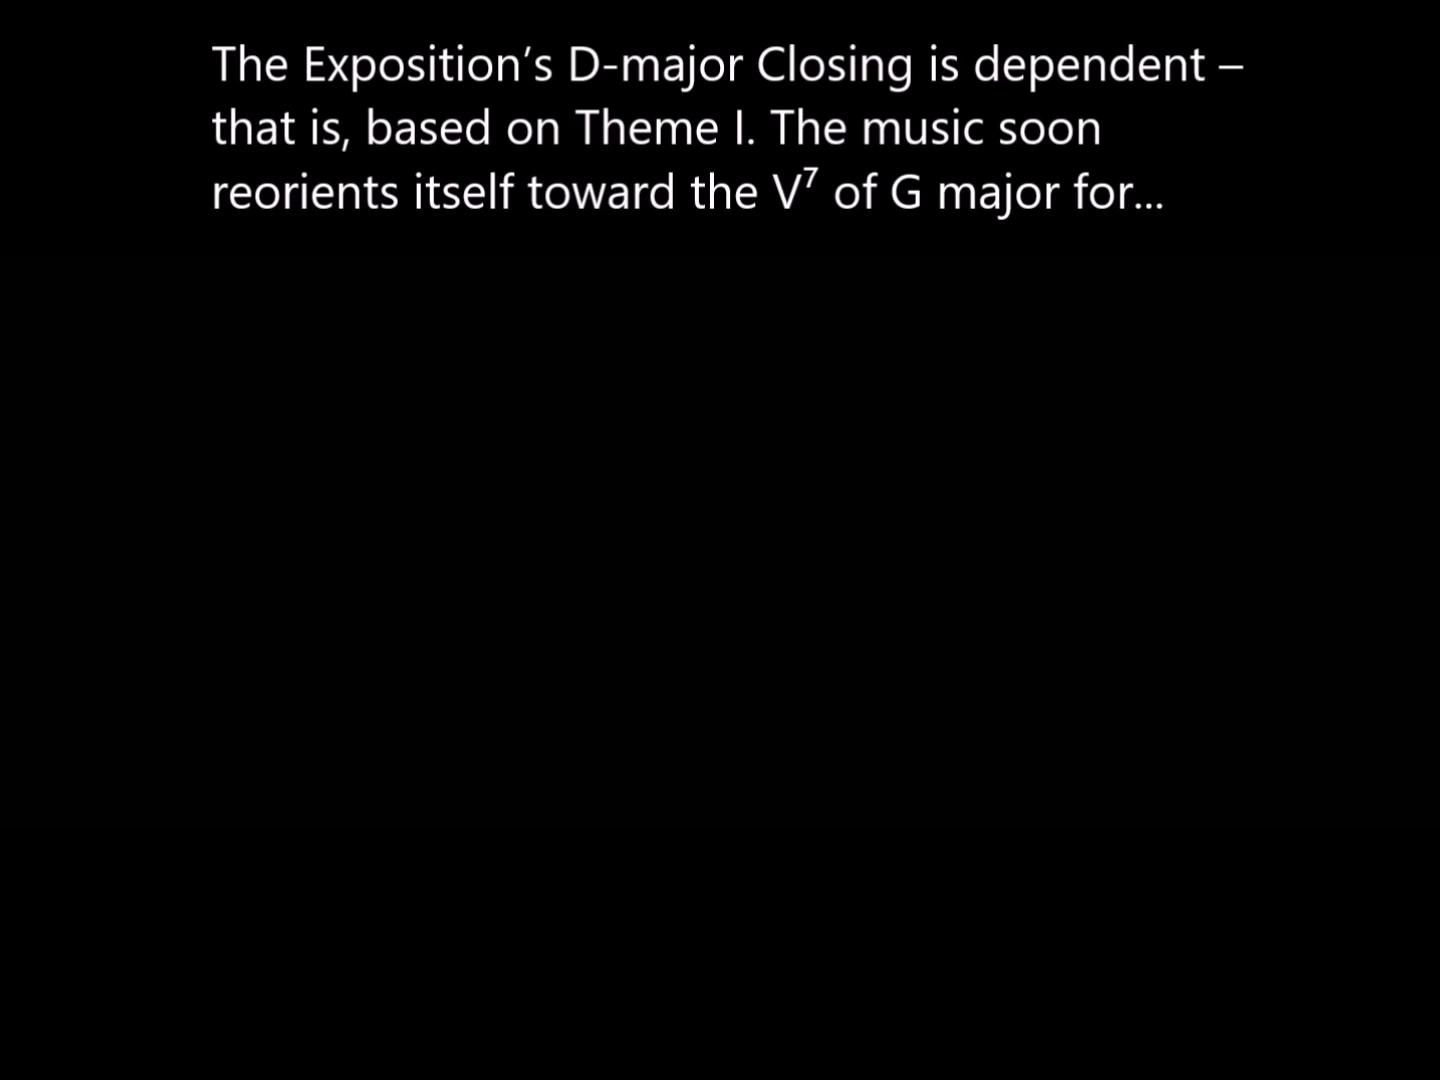 The Exposition’s D-major Closing is dependent –
that is, based on Theme I. The music soon
reorients itself toward the V⁷ of G major for...